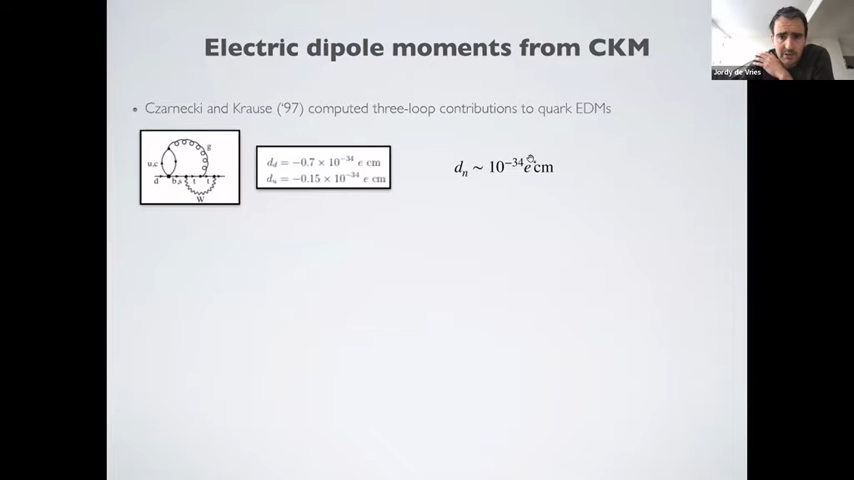 Electric dipole moments from CKM
Jordy de Vries
• Czarnecki and Krause ('97) computed three-loop contributions to quark EDMs
g
u,c
d b,s t t
W
d_d = −0.7 × 10⁻³⁴ e cm
d_u = −0.15 × 10⁻³⁴ e cm
d_n ~ 10⁻³⁴ e cm